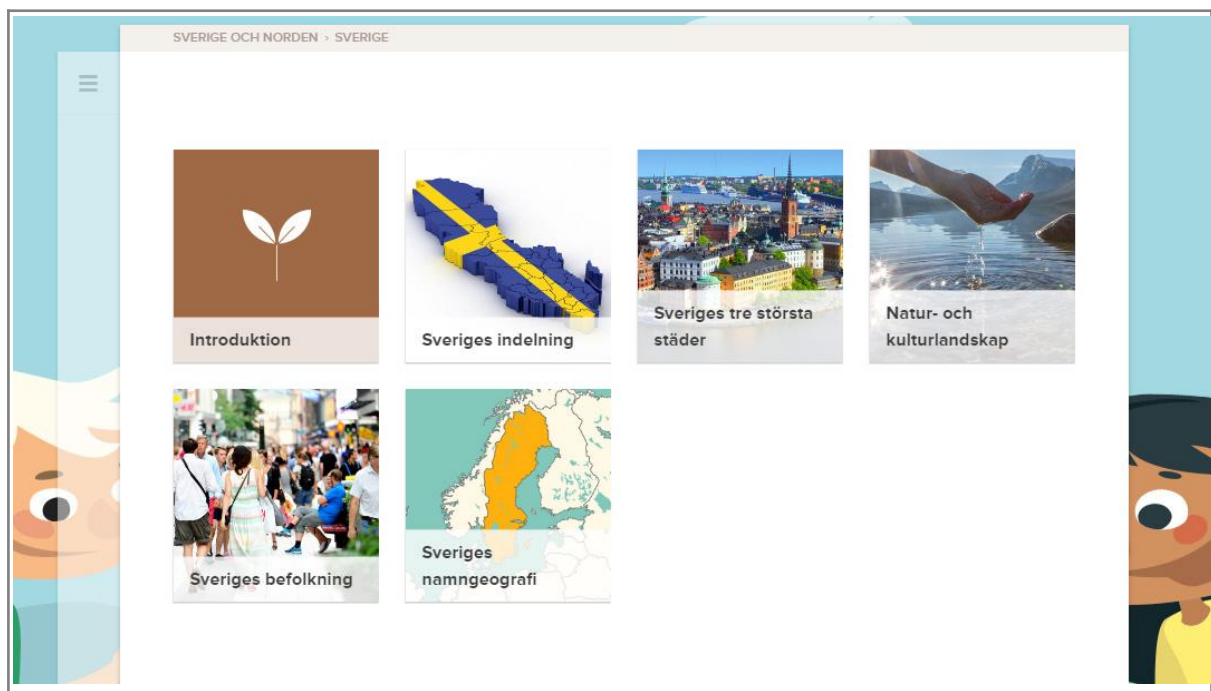 SVERIGE OCH NORDEN › SVERIGE
Introduktion
Sveriges indelning
Sveriges tre största
städer
Natur- och
kulturlandskap
Sveriges befolkning
Sveriges
namngeografi